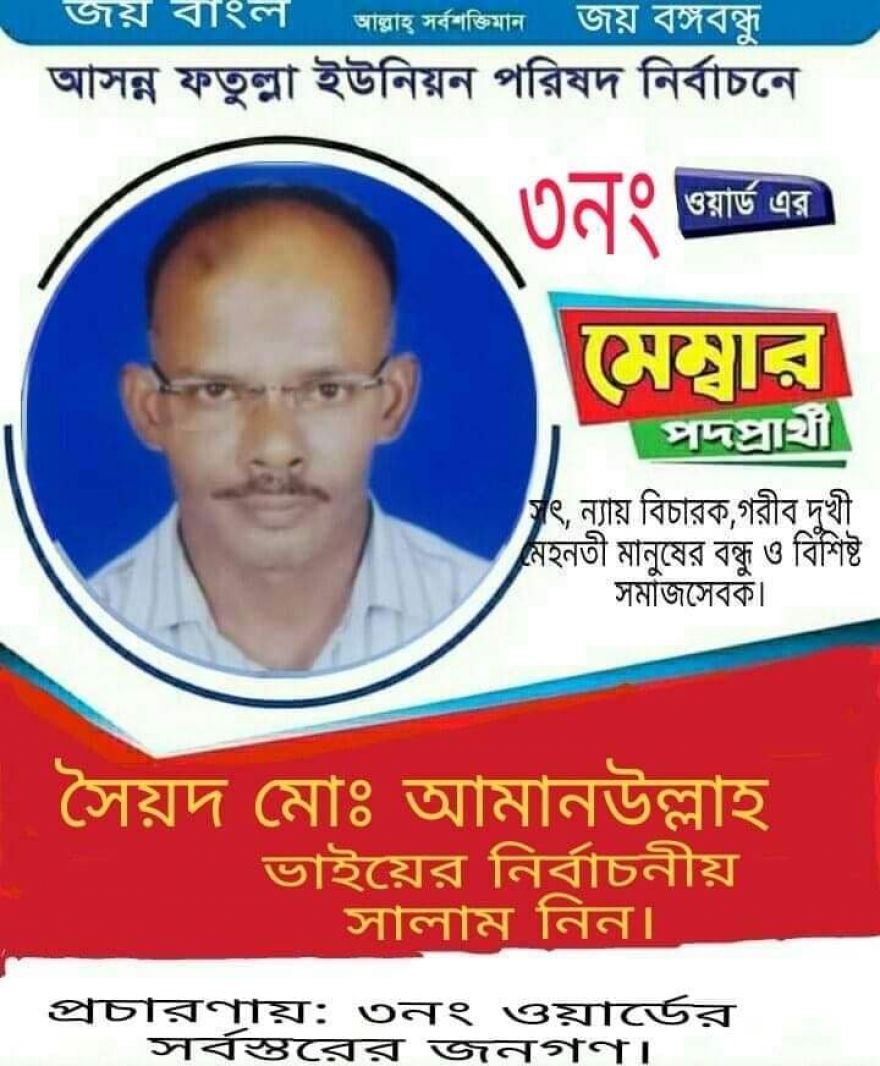 জয় বাংল
আল্লাহ সর্বশক্তিমান
জয় বঙ্গবন্ধু
আসন্ন ফতুল্লা ইউনিয়ন পরিষদ নির্বাচনে
৩নং
ওয়ার্ড এর
মেম্বার
পদপ্রার্থী
সৎ, ন্যায় বিচারক,গরীব দুখী
মেহনতী মানুষের বন্ধু ও বিশিষ্ট
সমাজসেবক।
সৈয়দ মোঃ আমানউল্লাহ
ভাইয়ের নির্বাচনীয়
সালাম নিন।
প্রচারণায়: ৩নং ওয়ার্ডের
সর্বস্তরের জনগণ।